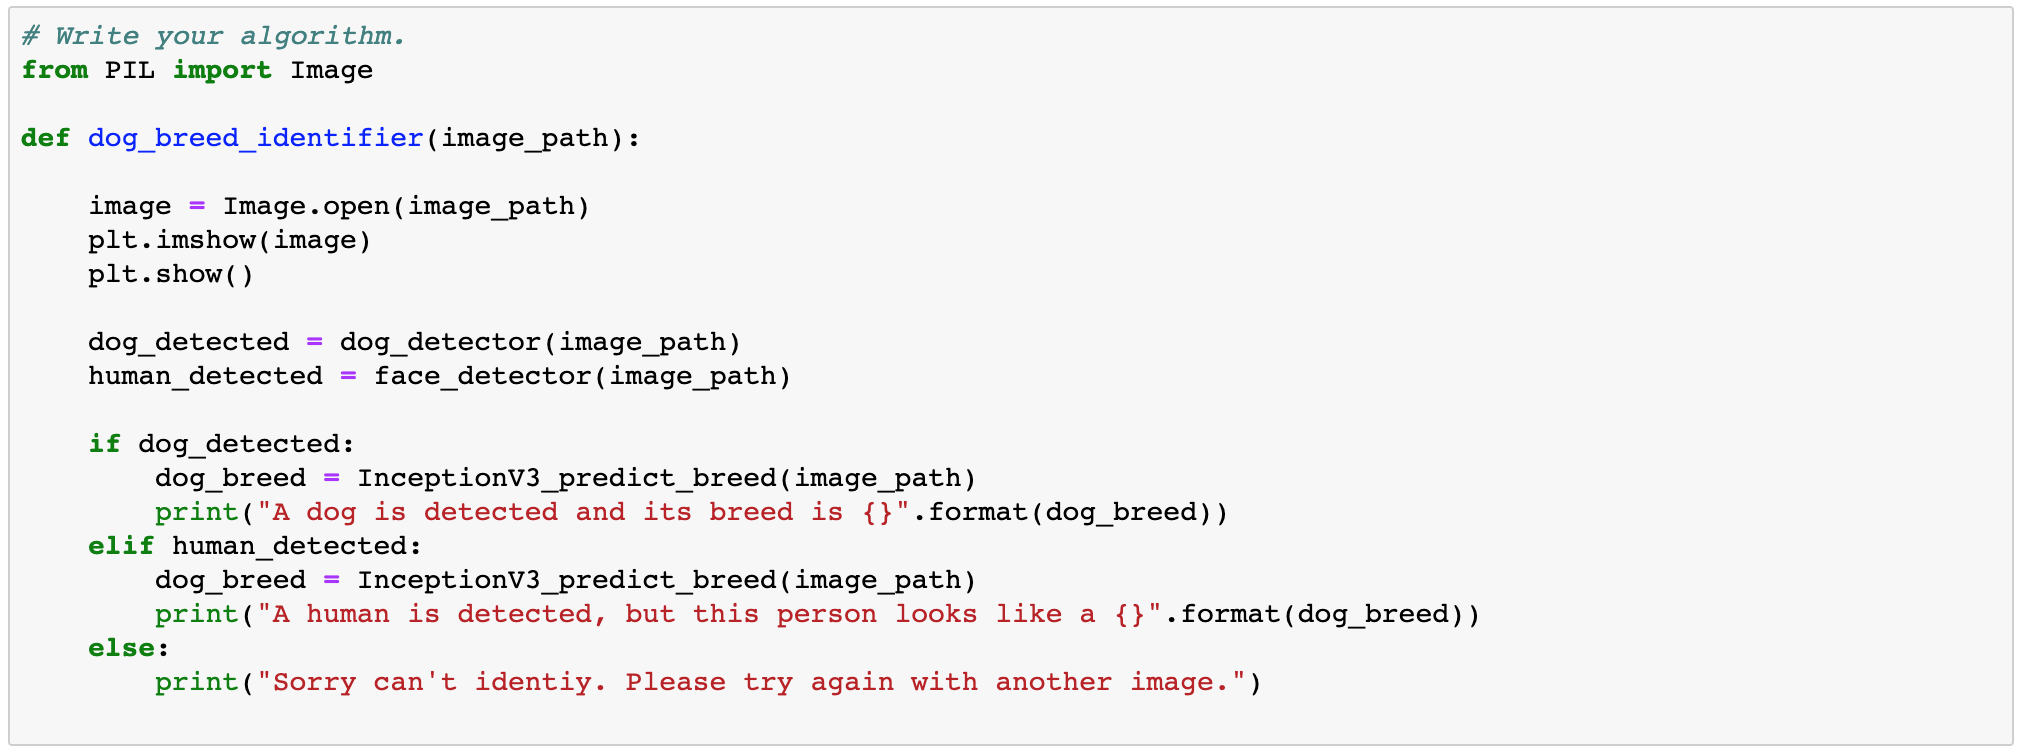 # Write your algorithm.
from PIL import Image
def dog_breed_identifier(image_path):
    image = Image.open(image_path)
    plt.imshow(image)
    plt.show()
    dog_detected = dog_detector(image_path)
    human_detected = face_detector(image_path)
    if dog_detected:
        dog_breed = InceptionV3_predict_breed(image_path)
        print("A dog is detected and its breed is {}".format(dog_breed))
    elif human_detected:
        dog_breed = InceptionV3_predict_breed(image_path)
        print("A human is detected, but this person looks like a {}".format(dog_breed))
    else:
        print("Sorry can't identiy. Please try again with another image.")